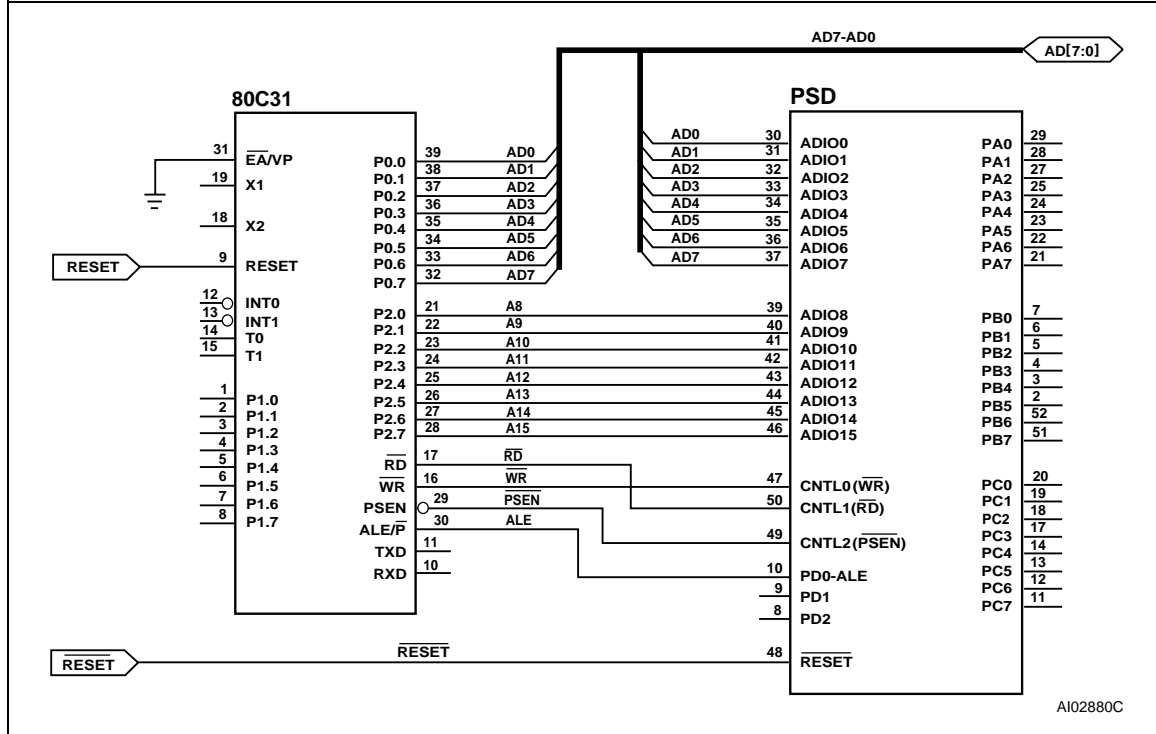 AD7-AD0
AD[7:0]
80C31
PSD
31 EA/VP
19 X1
18 X2
RESET 9 RESET
12 INT0
13 INT1
14 T0
15 T1
1 P1.0
2 P1.1
3 P1.2
4 P1.3
5 P1.4
6 P1.5
7 P1.6
8 P1.7
P0.0 39 AD0
P0.1 38 AD1
P0.2 37 AD2
P0.3 36 AD3
P0.4 35 AD4
P0.5 34 AD5
P0.6 33 AD6
P0.7 32 AD7
P2.0 21 A8
P2.1 22 A9
P2.2 23 A10
P2.3 24 A11
P2.4 25 A12
P2.5 26 A13
P2.6 27 A14
P2.7 28 A15
RD 17 RD
WR 16 WR
PSEN 29 PSEN
ALE/P 30 ALE
TXD 11
RXD 10
AD0 30 ADIO0
AD1 31 ADIO1
AD2 32 ADIO2
AD3 33 ADIO3
AD4 34 ADIO4
AD5 35 ADIO5
AD6 36 ADIO6
AD7 37 ADIO7
39 ADIO8
40 ADIO9
41 ADIO10
42 ADIO11
43 ADIO12
44 ADIO13
45 ADIO14
46 ADIO15
47 CNTL0(WR)
50 CNTL1(RD)
49 CNTL2(PSEN)
10 PD0-ALE
9 PD1
8 PD2
RESET RESET 48 RESET
PA0 29
PA1 28
PA2 27
PA3 25
PA4 24
PA5 23
PA6 22
PA7 21
PB0 7
PB1 6
PB2 5
PB3 4
PB4 3
PB5 2
PB6 52
PB7 51
PC0 20
PC1 19
PC2 18
PC3 17
PC4 14
PC5 13
PC6 12
PC7 11
AI02880C